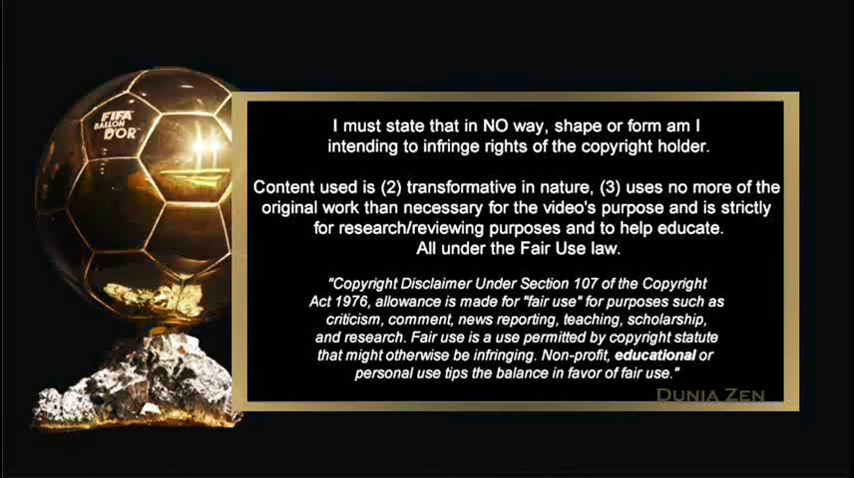 FIFA
BALLON
D'OR
I must state that in NO way, shape or form am I
intending to infringe rights of the copyright holder.
Content used is (2) transformative in nature, (3) uses no more of the
original work than necessary for the video's purpose and is strictly
for research/reviewing purposes and to help educate.
All under the Fair Use law.
"Copyright Disclaimer Under Section 107 of the Copyright
Act 1976, allowance is made for "fair use" for purposes such as
criticism, comment, news reporting, teaching, scholarship,
and research. Fair use is a use permitted by copyright statute
that might otherwise be infringing. Non-profit, educational or
personal use tips the balance in favor of fair use."
DUNIA ZEN